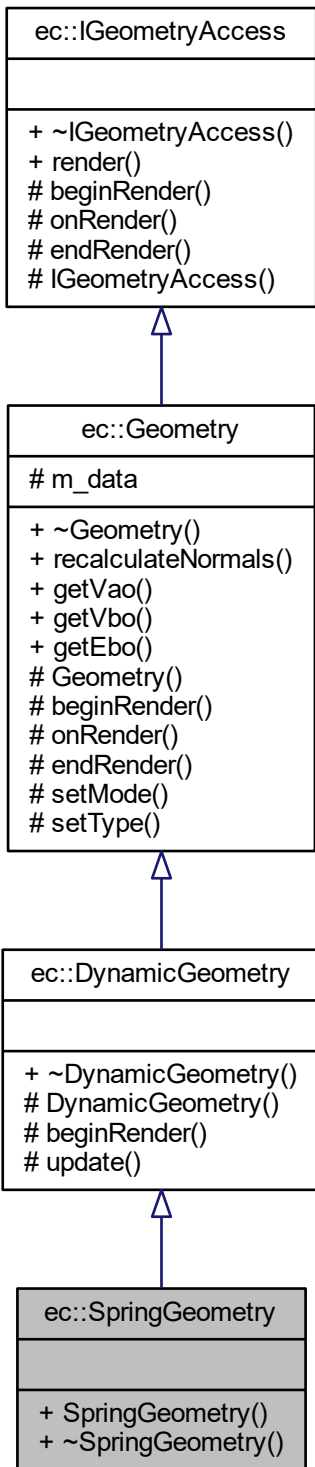 ec::IGeometryAccess
+ ~IGeometryAccess()
+ render()
# beginRender()
# onRender()
# endRender()
# IGeometryAccess()
ec::Geometry
# m_data
+ ~Geometry()
+ recalculateNormals()
+ getVao()
+ getVbo()
+ getEbo()
# Geometry()
# beginRender()
# onRender()
# endRender()
# setMode()
# setType()
ec::DynamicGeometry
+ ~DynamicGeometry()
# DynamicGeometry()
# beginRender()
# update()
ec::SpringGeometry
+ SpringGeometry()
+ ~SpringGeometry()